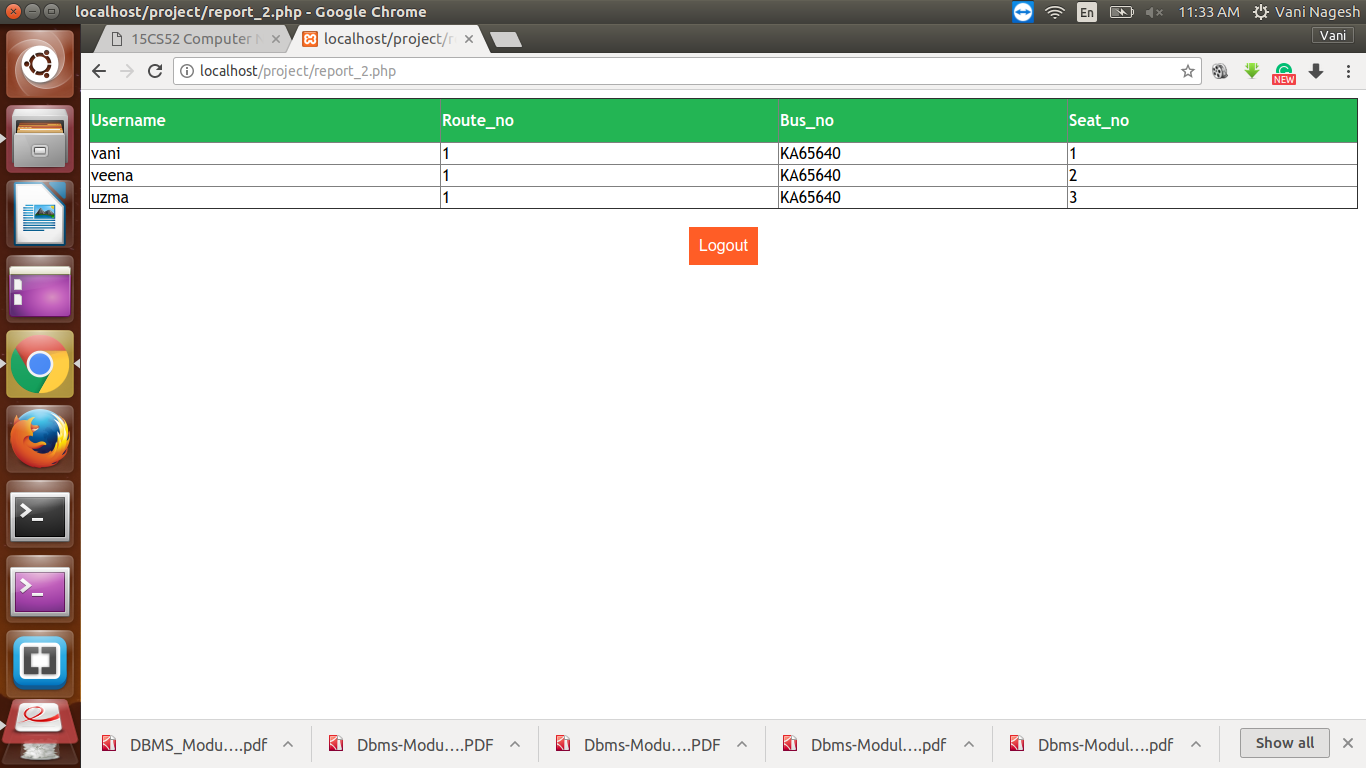 localhost/project/report_2.php - Google Chrome
En
11:33 AM
Vani Nagesh
15CS52 Computer N
localhost/project/r
Vani
localhost/project/report_2.php
NEW
Username Route_no Bus_no Seat_no
vani 1 KA65640 1
veena 1 KA65640 2
uzma 1 KA65640 3
Logout
DBMS_Modu....pdf
Dbms-Modu....PDF
Dbms-Modu....PDF
Dbms-Modul....pdf
Dbms-Modul....pdf
Show all